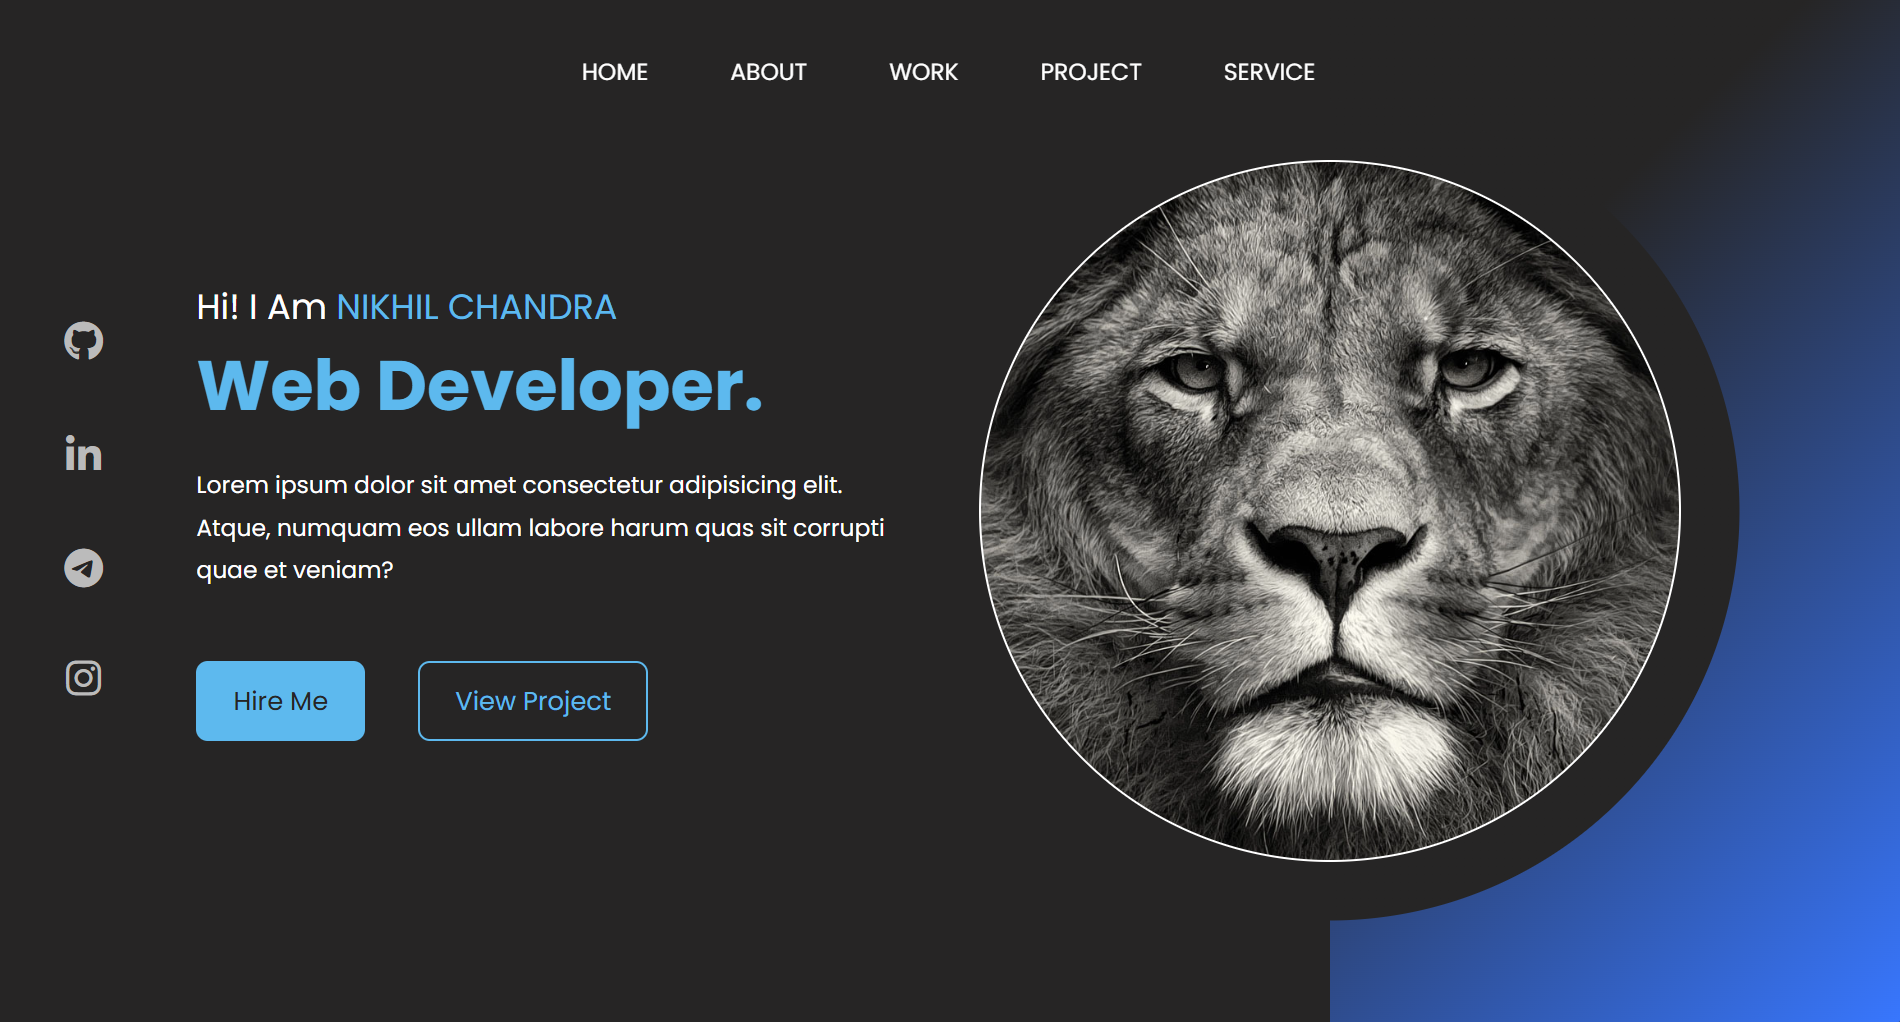 HOME ABOUT WORK PROJECT SERVICE
Hi! I Am NIKHIL CHANDRA
Web Developer.
Lorem ipsum dolor sit amet consectetur adipisicing elit.
Atque, numquam eos ullam labore harum quas sit corrupti
quae et veniam?
Hire Me View Project